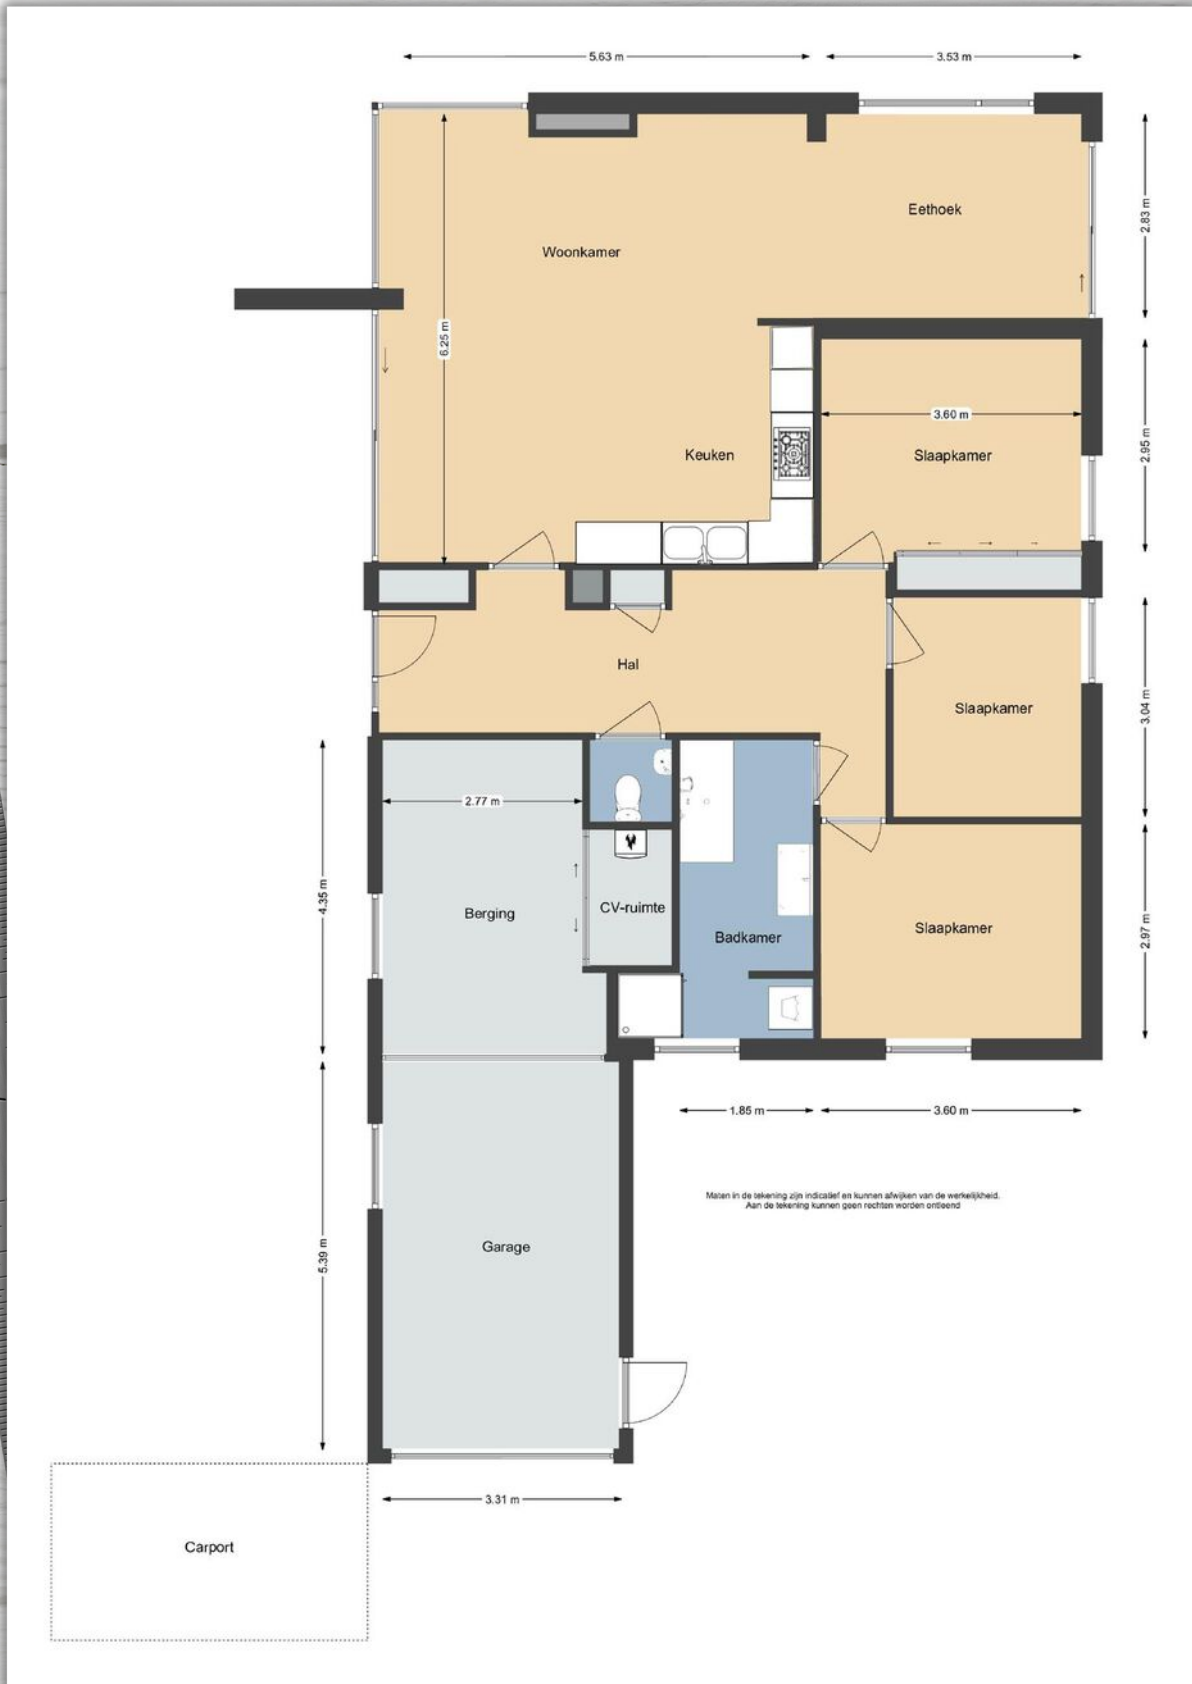 5.63 m
3.53 m
Eethoek
2.83 m
Woonkamer
6.25 m
3.60 m
Keuken
Slaapkamer
2.95 m
Hal
Slaapkamer
3.04 m
2.77 m
4.35 m
Berging
CV-ruimte
Badkamer
Slaapkamer
2.97 m
1.85 m
3.60 m
Maten in de tekening zijn indicatief en kunnen afwijken van de werkelijkheid.
Aan de tekening kunnen geen rechten worden ontleend
5.39 m
Garage
3.31 m
Carport